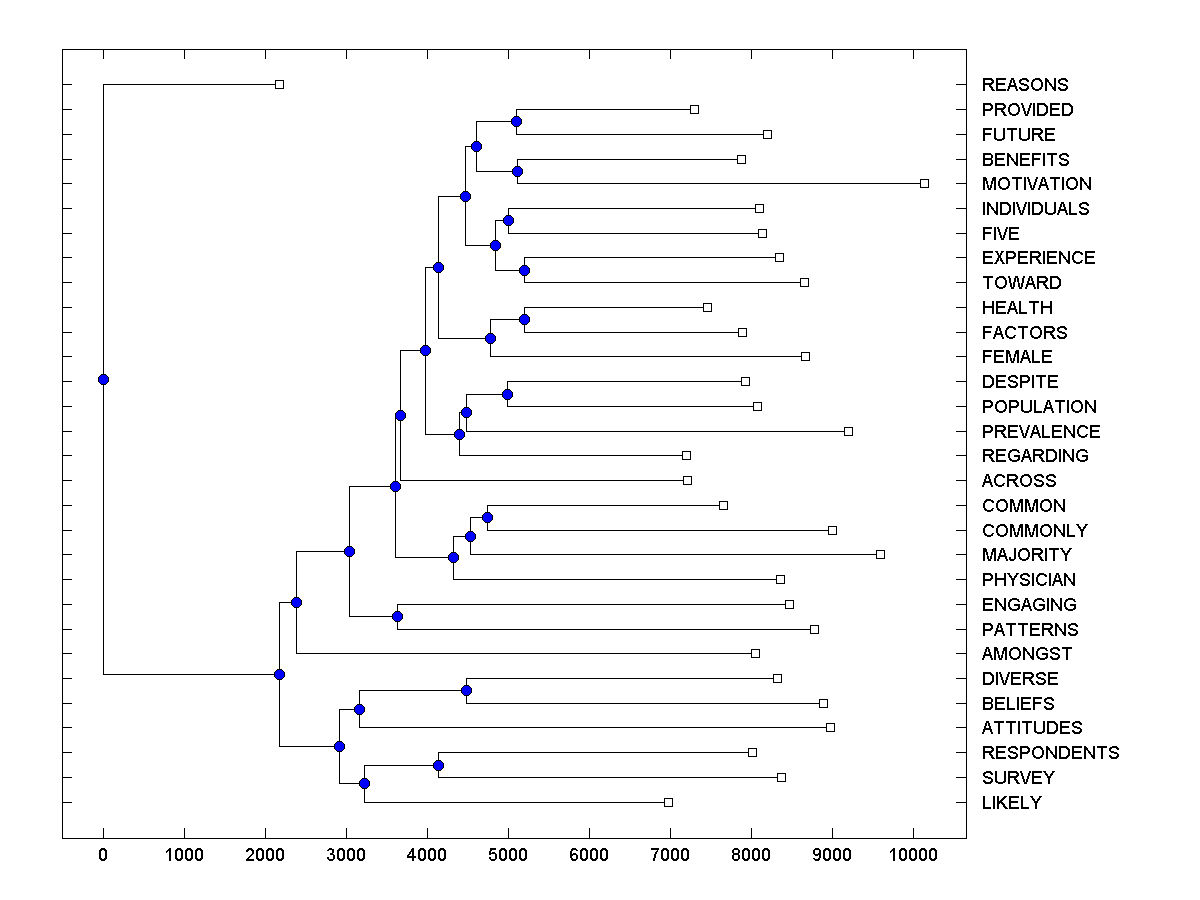 REASONS
PROVIDED
FUTURE
BENEFITS
MOTIVATION
INDIVIDUALS
FIVE
EXPERIENCE
TOWARD
HEALTH
FACTORS
FEMALE
DESPITE
POPULATION
PREVALENCE
REGARDING
ACROSS
COMMON
COMMONLY
MAJORITY
PHYSICIAN
ENGAGING
PATTERNS
AMONGST
DIVERSE
BELIEFS
ATTITUDES
RESPONDENTS
SURVEY
LIKELY
0 1000 2000 3000 4000 5000 6000 7000 8000 9000 10000